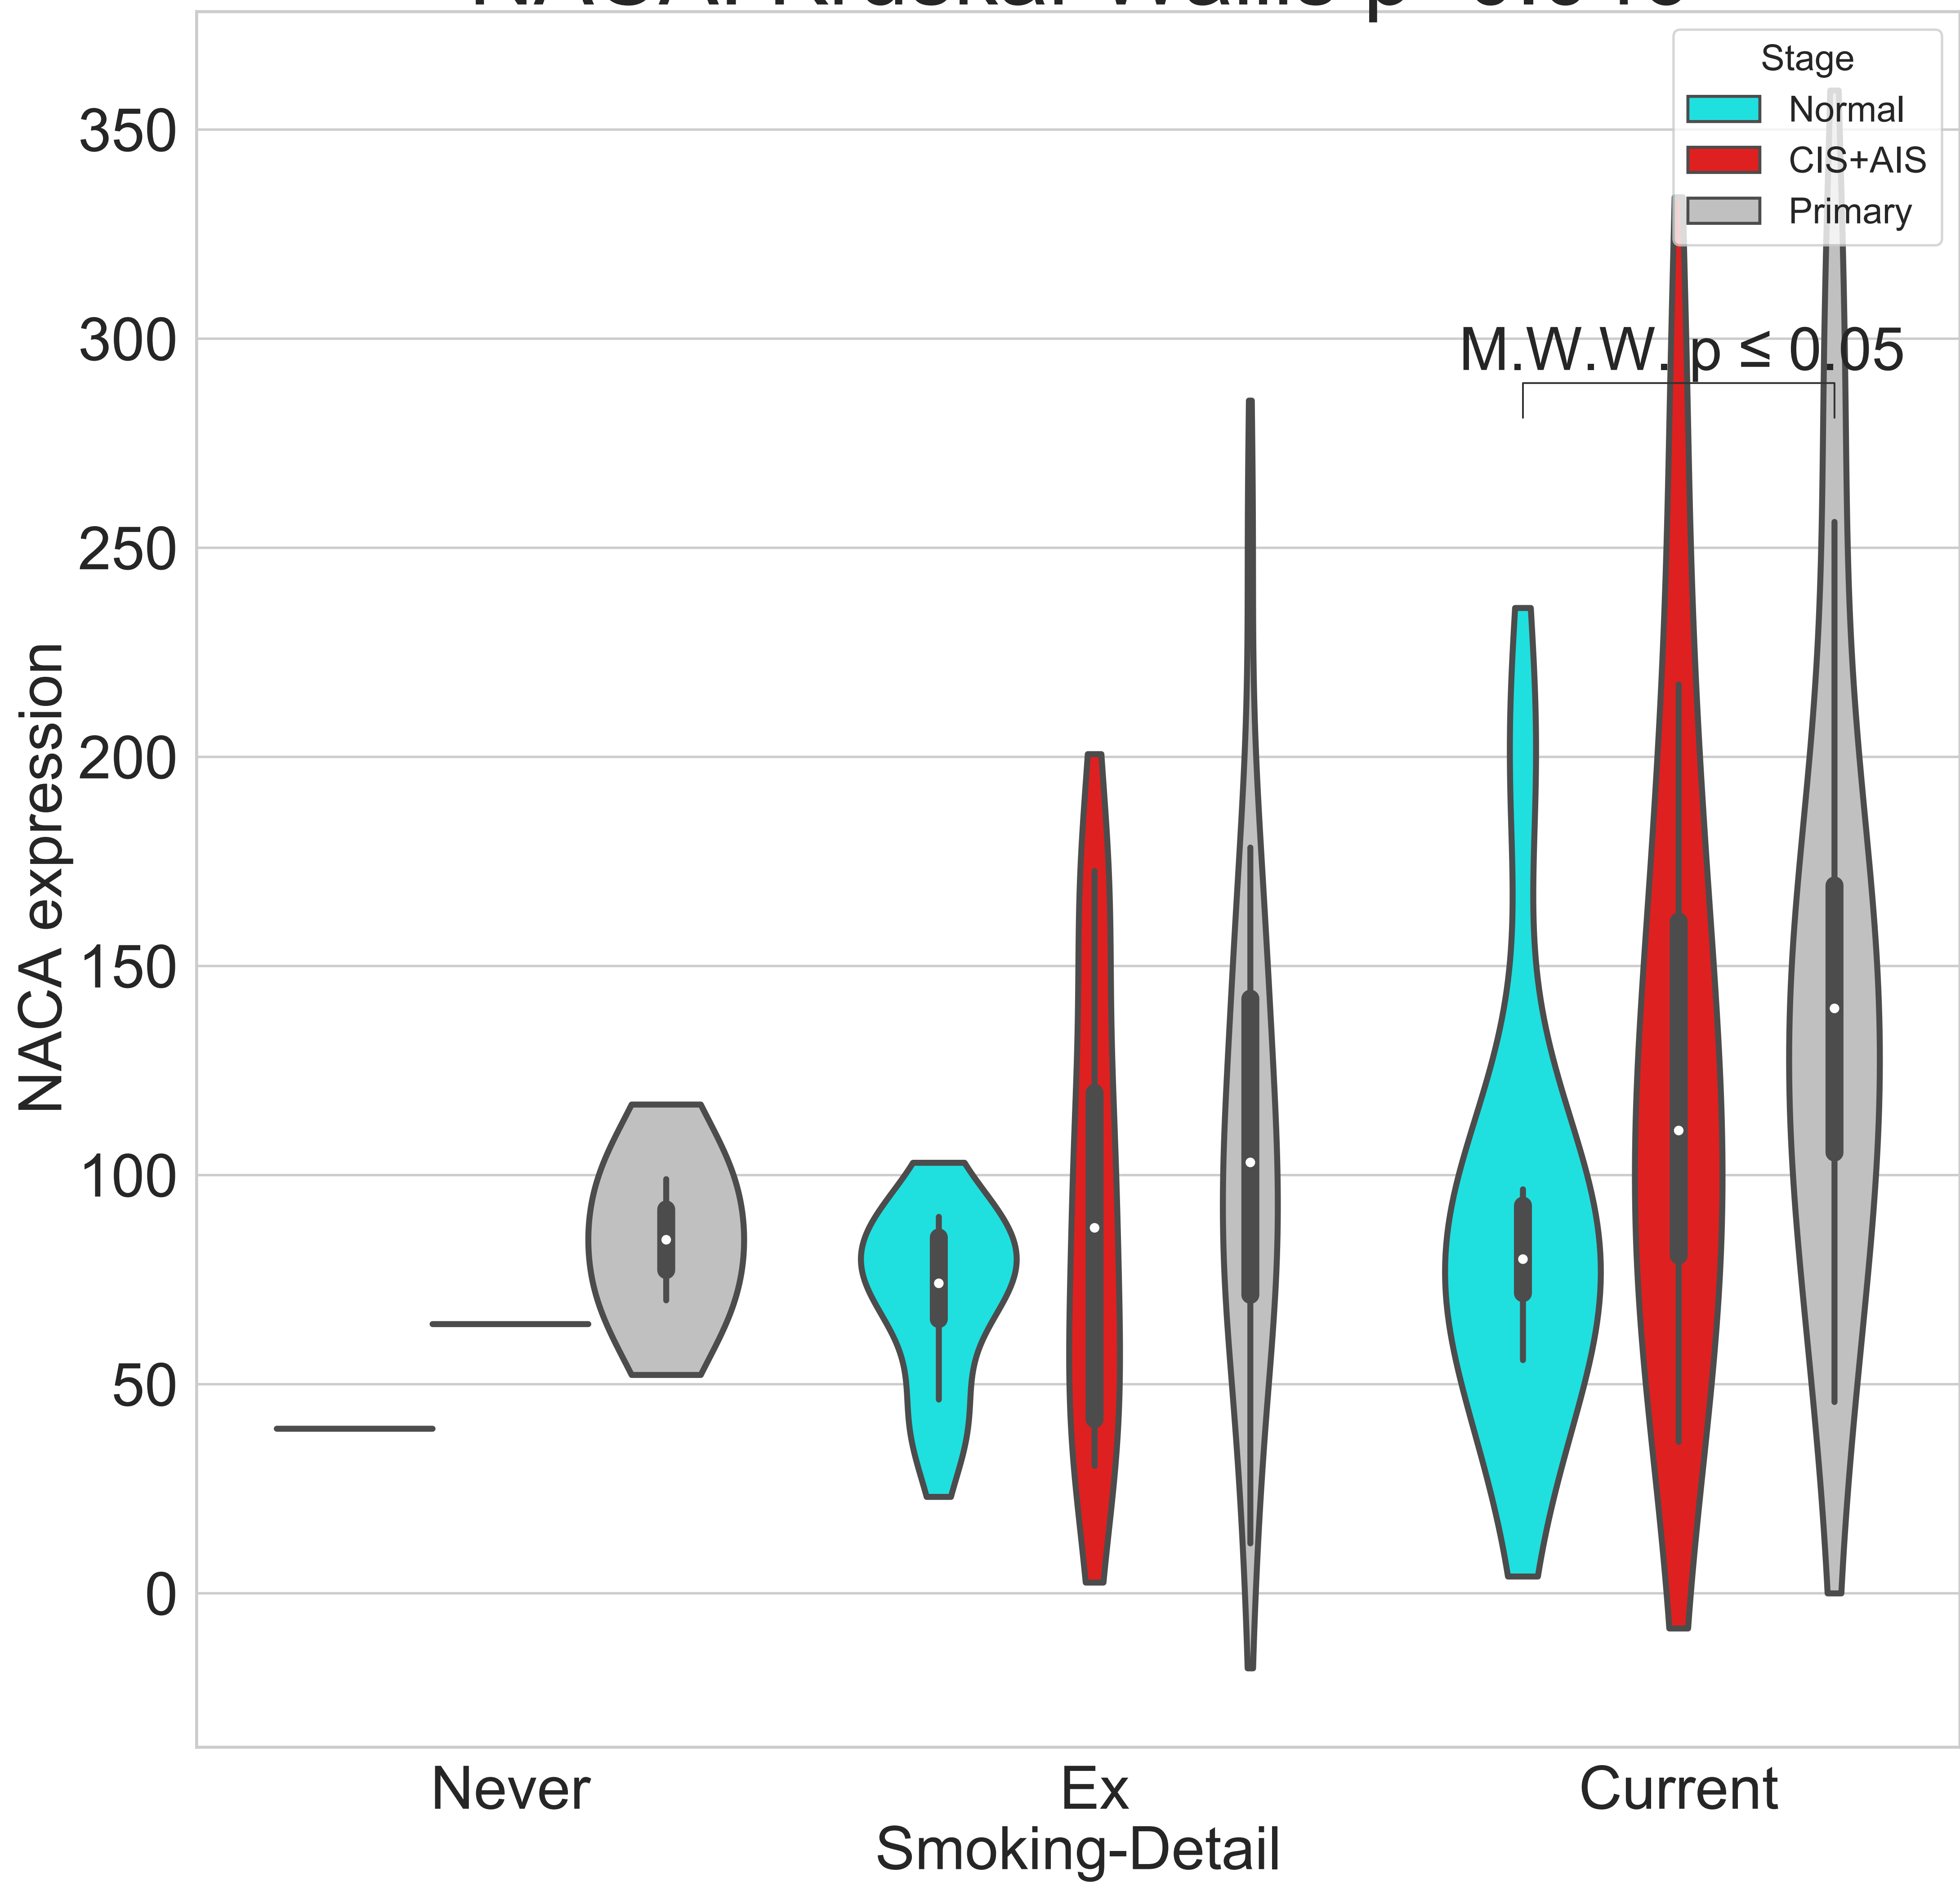 Stage
Normal
CIS+AIS
Primary
M.W.W. p ≤ 0.05
350
300
250
200
150
100
50
0
NACA expression
Never
Ex
Current
Smoking-Detail